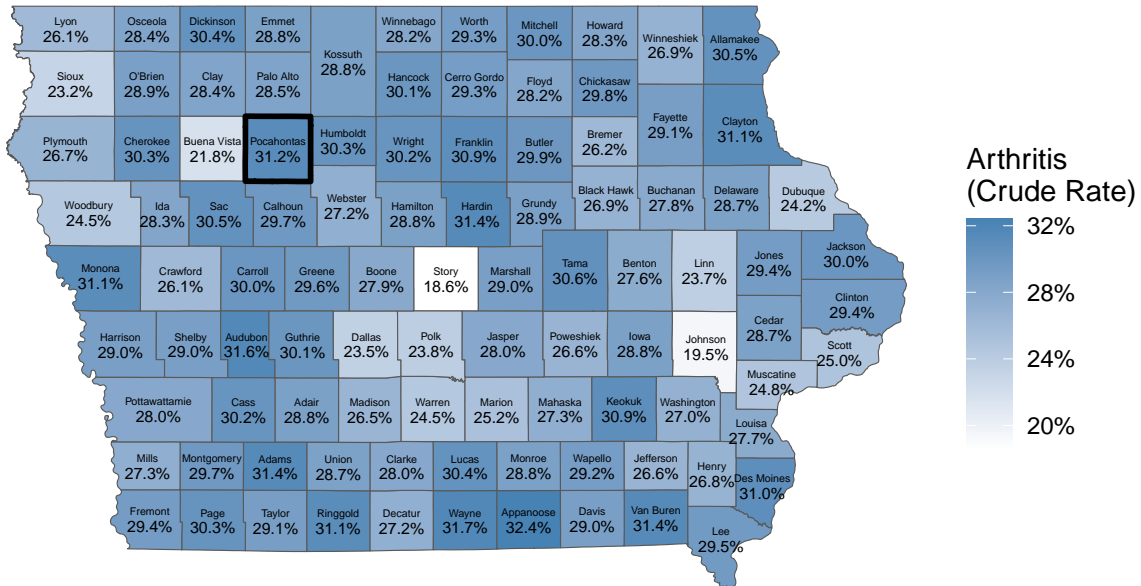 Lyon
26.1%
Osceola
28.4%
Dickinson
30.4%
Emmet
28.8%
Kossuth
28.8%
Winnebago
28.2%
Worth
29.3%
Mitchell
30.0%
Howard
28.3%
Winneshiek
26.9%
Allamakee
30.5%
Sioux
23.2%
O'Brien
28.9%
Clay
28.4%
Palo Alto
28.5%
Hancock
30.1%
Cerro Gordo
29.3%
Floyd
28.2%
Chickasaw
29.8%
Fayette
29.1%
Clayton
31.1%
Plymouth
26.7%
Cherokee
30.3%
Buena Vista
21.8%
Pocahontas
31.2%
Humboldt
30.3%
Wright
30.2%
Franklin
30.9%
Butler
29.9%
Bremer
26.2%
Woodbury
24.5%
Ida
28.3%
Sac
30.5%
Calhoun
29.7%
Webster
27.2%
Hamilton
28.8%
Hardin
31.4%
Grundy
28.9%
Black Hawk
26.9%
Buchanan
27.8%
Delaware
28.7%
Dubuque
24.2%
Monona
31.1%
Crawford
26.1%
Carroll
30.0%
Greene
29.6%
Boone
27.9%
Story
18.6%
Marshall
29.0%
Tama
30.6%
Benton
27.6%
Linn
23.7%
Jones
29.4%
Jackson
30.0%
Clinton
29.4%
Harrison
29.0%
Shelby
29.0%
Audubon
31.6%
Guthrie
30.1%
Dallas
23.5%
Polk
23.8%
Jasper
28.0%
Poweshiek
26.6%
Iowa
28.8%
Johnson
19.5%
Cedar
28.7%
Scott
25.0%
Muscatine
24.8%
Pottawattamie
28.0%
Cass
30.2%
Adair
28.8%
Madison
26.5%
Warren
24.5%
Marion
25.2%
Mahaska
27.3%
Keokuk
30.9%
Washington
27.0%
Louisa
27.7%
Mills
27.3%
Montgomery
29.7%
Adams
31.4%
Union
28.7%
Clarke
28.0%
Lucas
30.4%
Monroe
28.8%
Wapello
29.2%
Jefferson
26.6%
Henry
26.8%
Des Moines
31.0%
Fremont
29.4%
Page
30.3%
Taylor
29.1%
Ringgold
31.1%
Decatur
27.2%
Wayne
31.7%
Appanoose
32.4%
Davis
29.0%
Van Buren
31.4%
Lee
29.5%
Arthritis
(Crude Rate)
32%
28%
24%
20%